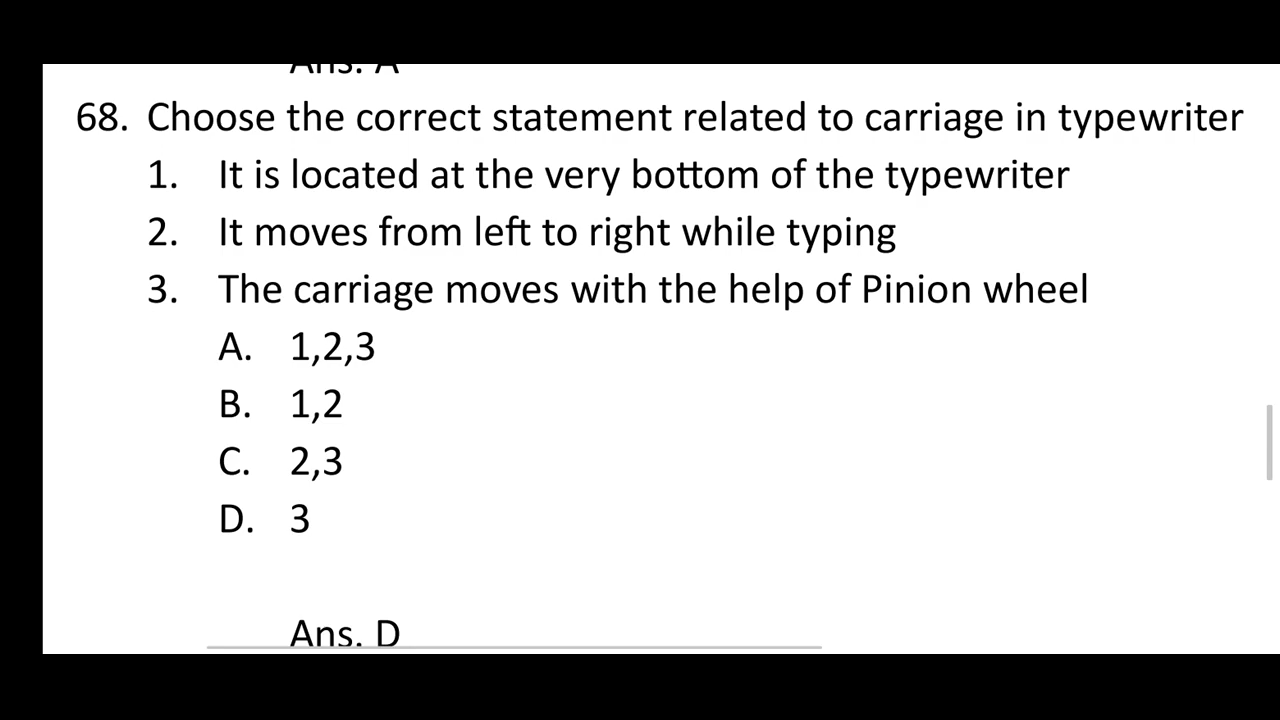 Ans. A
68. Choose the correct statement related to carriage in typewriter
1. It is located at the very bottom of the typewriter
2. It moves from left to right while typing
3. The carriage moves with the help of Pinion wheel
A. 1,2,3
B. 1,2
C. 2,3
D. 3
Ans. D